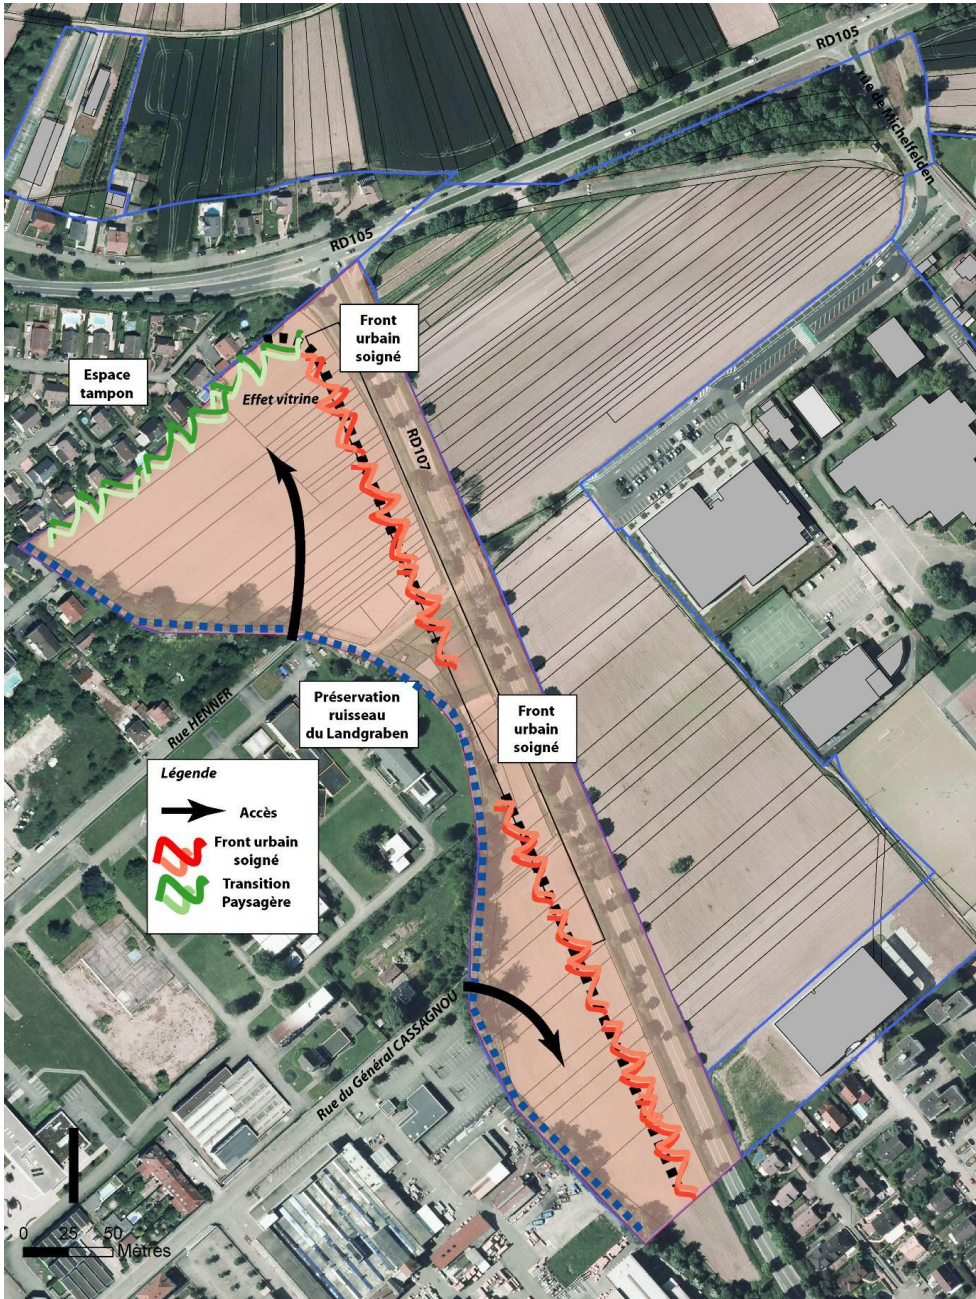 RD105
rue de Michelfelden
RD105
Front
urbain
soigné
Espace
tampon
Effet vitrine
RD107
Préservation
ruisseau
du Landgraben
Front
urbain
soigné
Rue HENNER
Légende
Accès
Front urbain
soigné
Transition
Paysagère
Rue du Général CASSAGNOU
0 25 50
Mètres